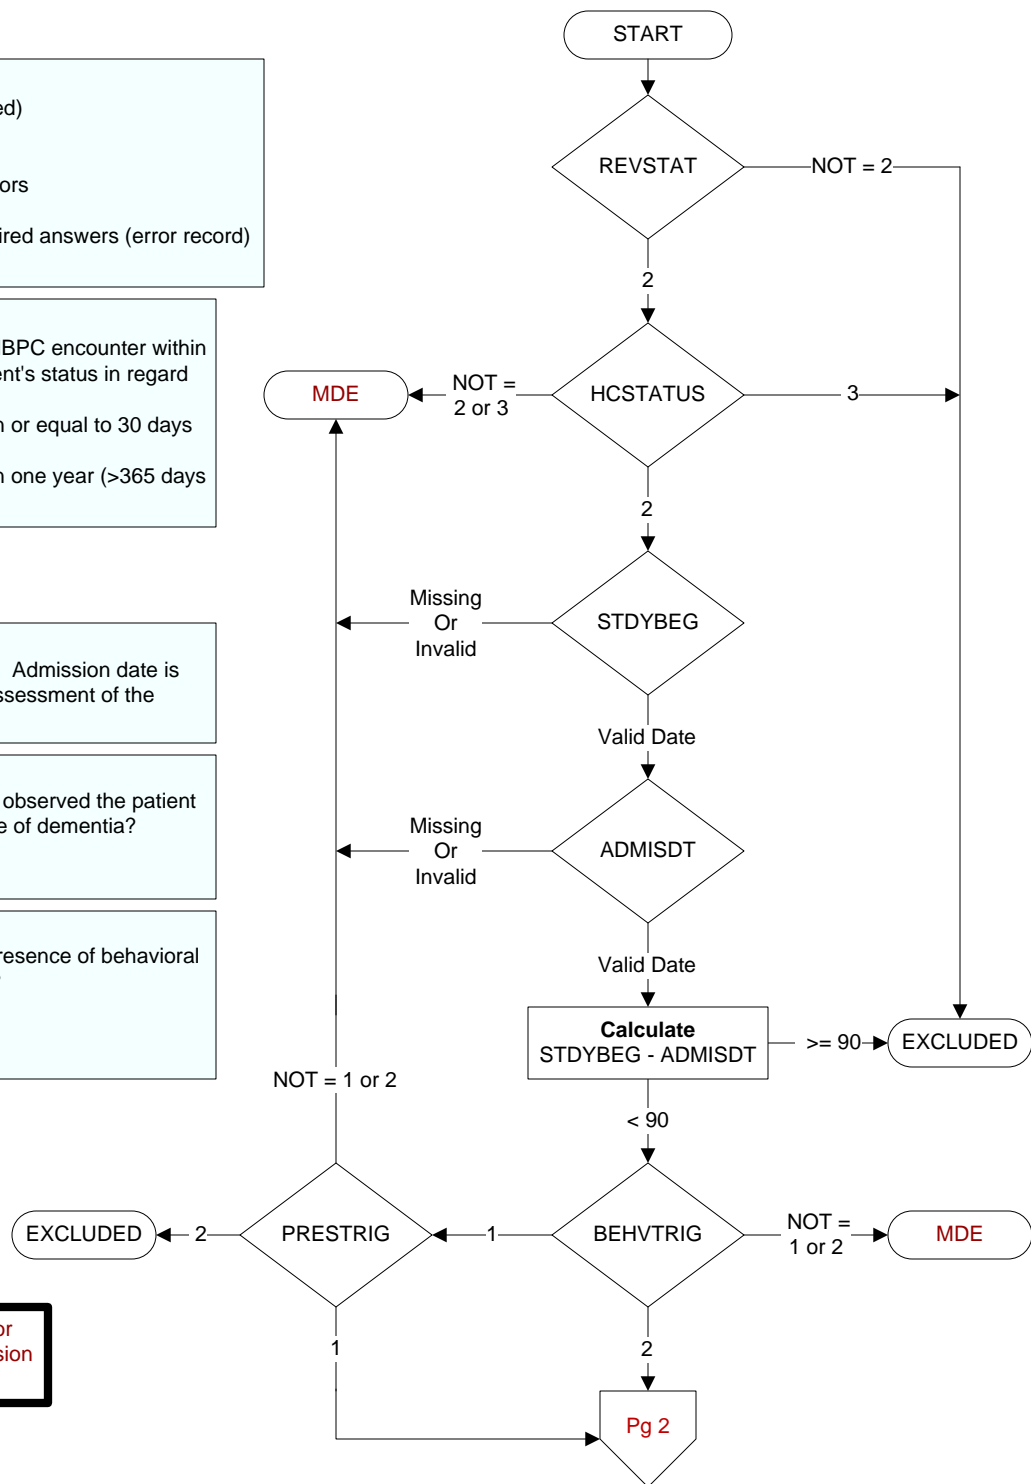 START
ed)
ors
ired answers (error record)
REVSTAT
NOT = 2
2
BPC encounter within
ent's status in regard
n or equal to 30 days
n one year (>365 days
MDE
NOT =
2 or 3
HCSTATUS
3
2
Missing
Or
Invalid
STDYBEG
Admission date is
ssessment of the
Valid Date
observed the patient
e of dementia?
Missing
Or
Invalid
ADMISDT
resence of behavioral
Valid Date
Calculate
STDYBEG - ADMISDT
>= 90
EXCLUDED
NOT = 1 or 2
< 90
EXCLUDED
2
PRESTRIG
1
BEHVTRIG
NOT =
1 or 2
MDE
or
sion
1
2
Pg 2